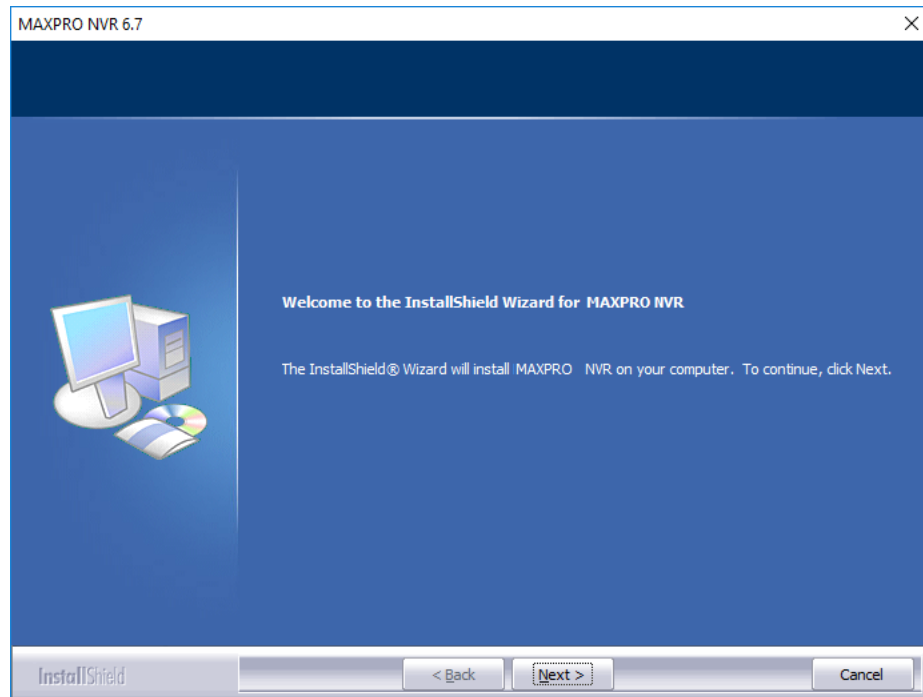 MAXPRO NVR 6.7
Welcome to the InstallShield Wizard for MAXPRO NVR
The InstallShield® Wizard will install MAXPRO NVR on your computer. To continue, click Next.
InstallShield
< Back
Next >
Cancel